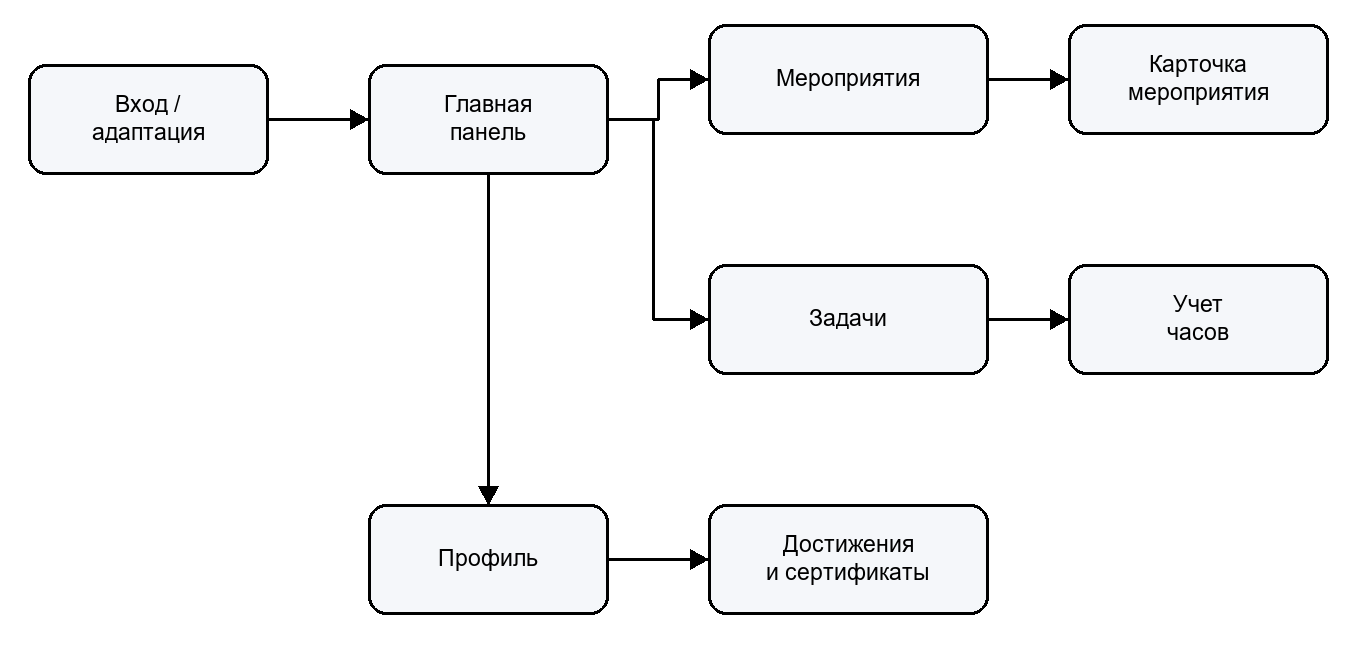 Вход /
адаптация
Главная
панель
Мероприятия
Карточка
мероприятия
Задачи
Учет
часов
Профиль
Достижения
и сертификаты